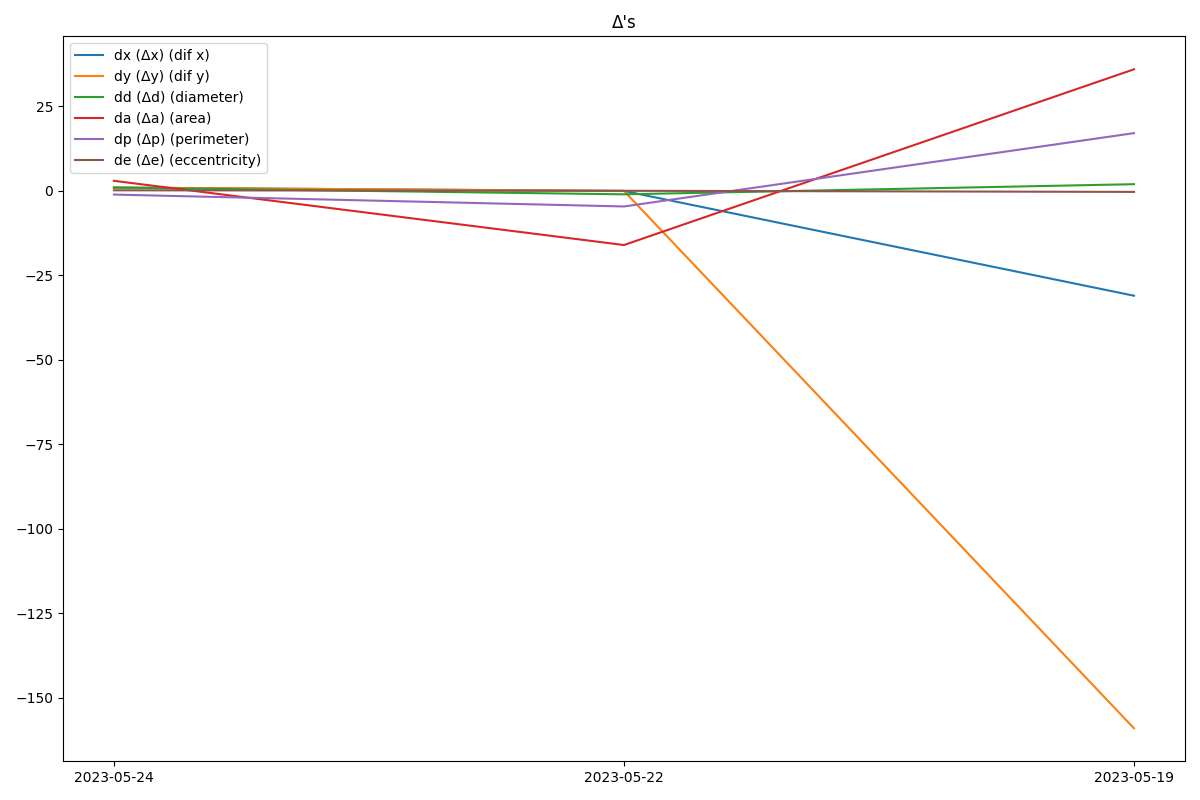 Δ's
dx (Δx) (dif x)
dy (Δy) (dif y)
dd (Δd) (diameter)
da (Δa) (area)
dp (Δp) (perimeter)
de (Δe) (eccentricity)
25
0
−25
−50
−75
−100
−125
−150
2023-05-24
2023-05-22
2023-05-19